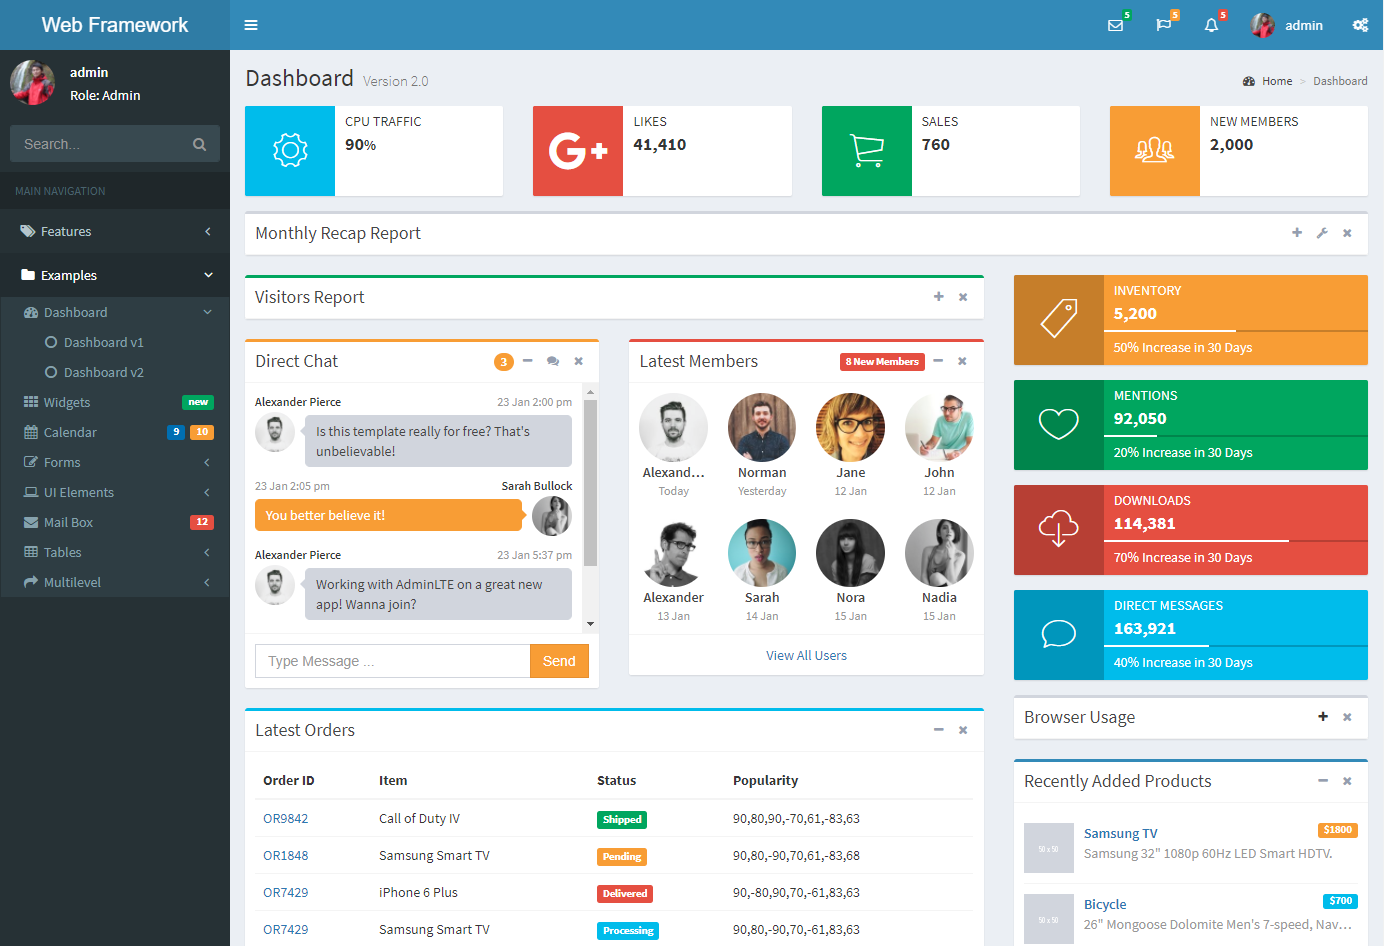 Web Framework
5
5
5
admin
admin
Role: Admin
Search...
MAIN NAVIGATION
Features
Examples
Dashboard
Dashboard v1
Dashboard v2
Widgets
new
Calendar
9
10
Forms
UI Elements
Mail Box
12
Tables
Multilevel
Dashboard Version 2.0
Home > Dashboard
CPU TRAFFIC
90%
G+
LIKES
41,410
SALES
760
NEW MEMBERS
2,000
Monthly Recap Report
Visitors Report
Direct Chat
3
Alexander Pierce
23 Jan 2:00 pm
Is this template really for free? That's
unbelievable!
23 Jan 2:05 pm
Sarah Bullock
You better believe it!
Alexander Pierce
23 Jan 5:37 pm
Working with AdminLTE on a great new
app! Wanna join?
Type Message ...
Send
Latest Members
8 New Members
Alexand...
Today
Norman
Yesterday
Jane
12 Jan
John
12 Jan
Alexander
13 Jan
Sarah
14 Jan
Nora
15 Jan
Nadia
15 Jan
View All Users
INVENTORY
5,200
50% Increase in 30 Days
MENTIONS
92,050
20% Increase in 30 Days
DOWNLOADS
114,381
70% Increase in 30 Days
DIRECT MESSAGES
163,921
40% Increase in 30 Days
Latest Orders
Order ID Item Status Popularity
OR9842 Call of Duty IV Shipped 90,80,90,-70,61,-83,63
OR1848 Samsung Smart TV Pending 90,80,-90,70,61,-83,68
OR7429 iPhone 6 Plus Delivered 90,-80,90,70,-61,83,63
OR7429 Samsung Smart TV Processing 90,80,-90,70,-61,83,63
Browser Usage
Recently Added Products
50 x 50
Samsung TV
$1800
Samsung 32" 1080p 60Hz LED Smart HDTV.
50 x 50
Bicycle
$700
26" Mongoose Dolomite Men's 7-speed, Nav...